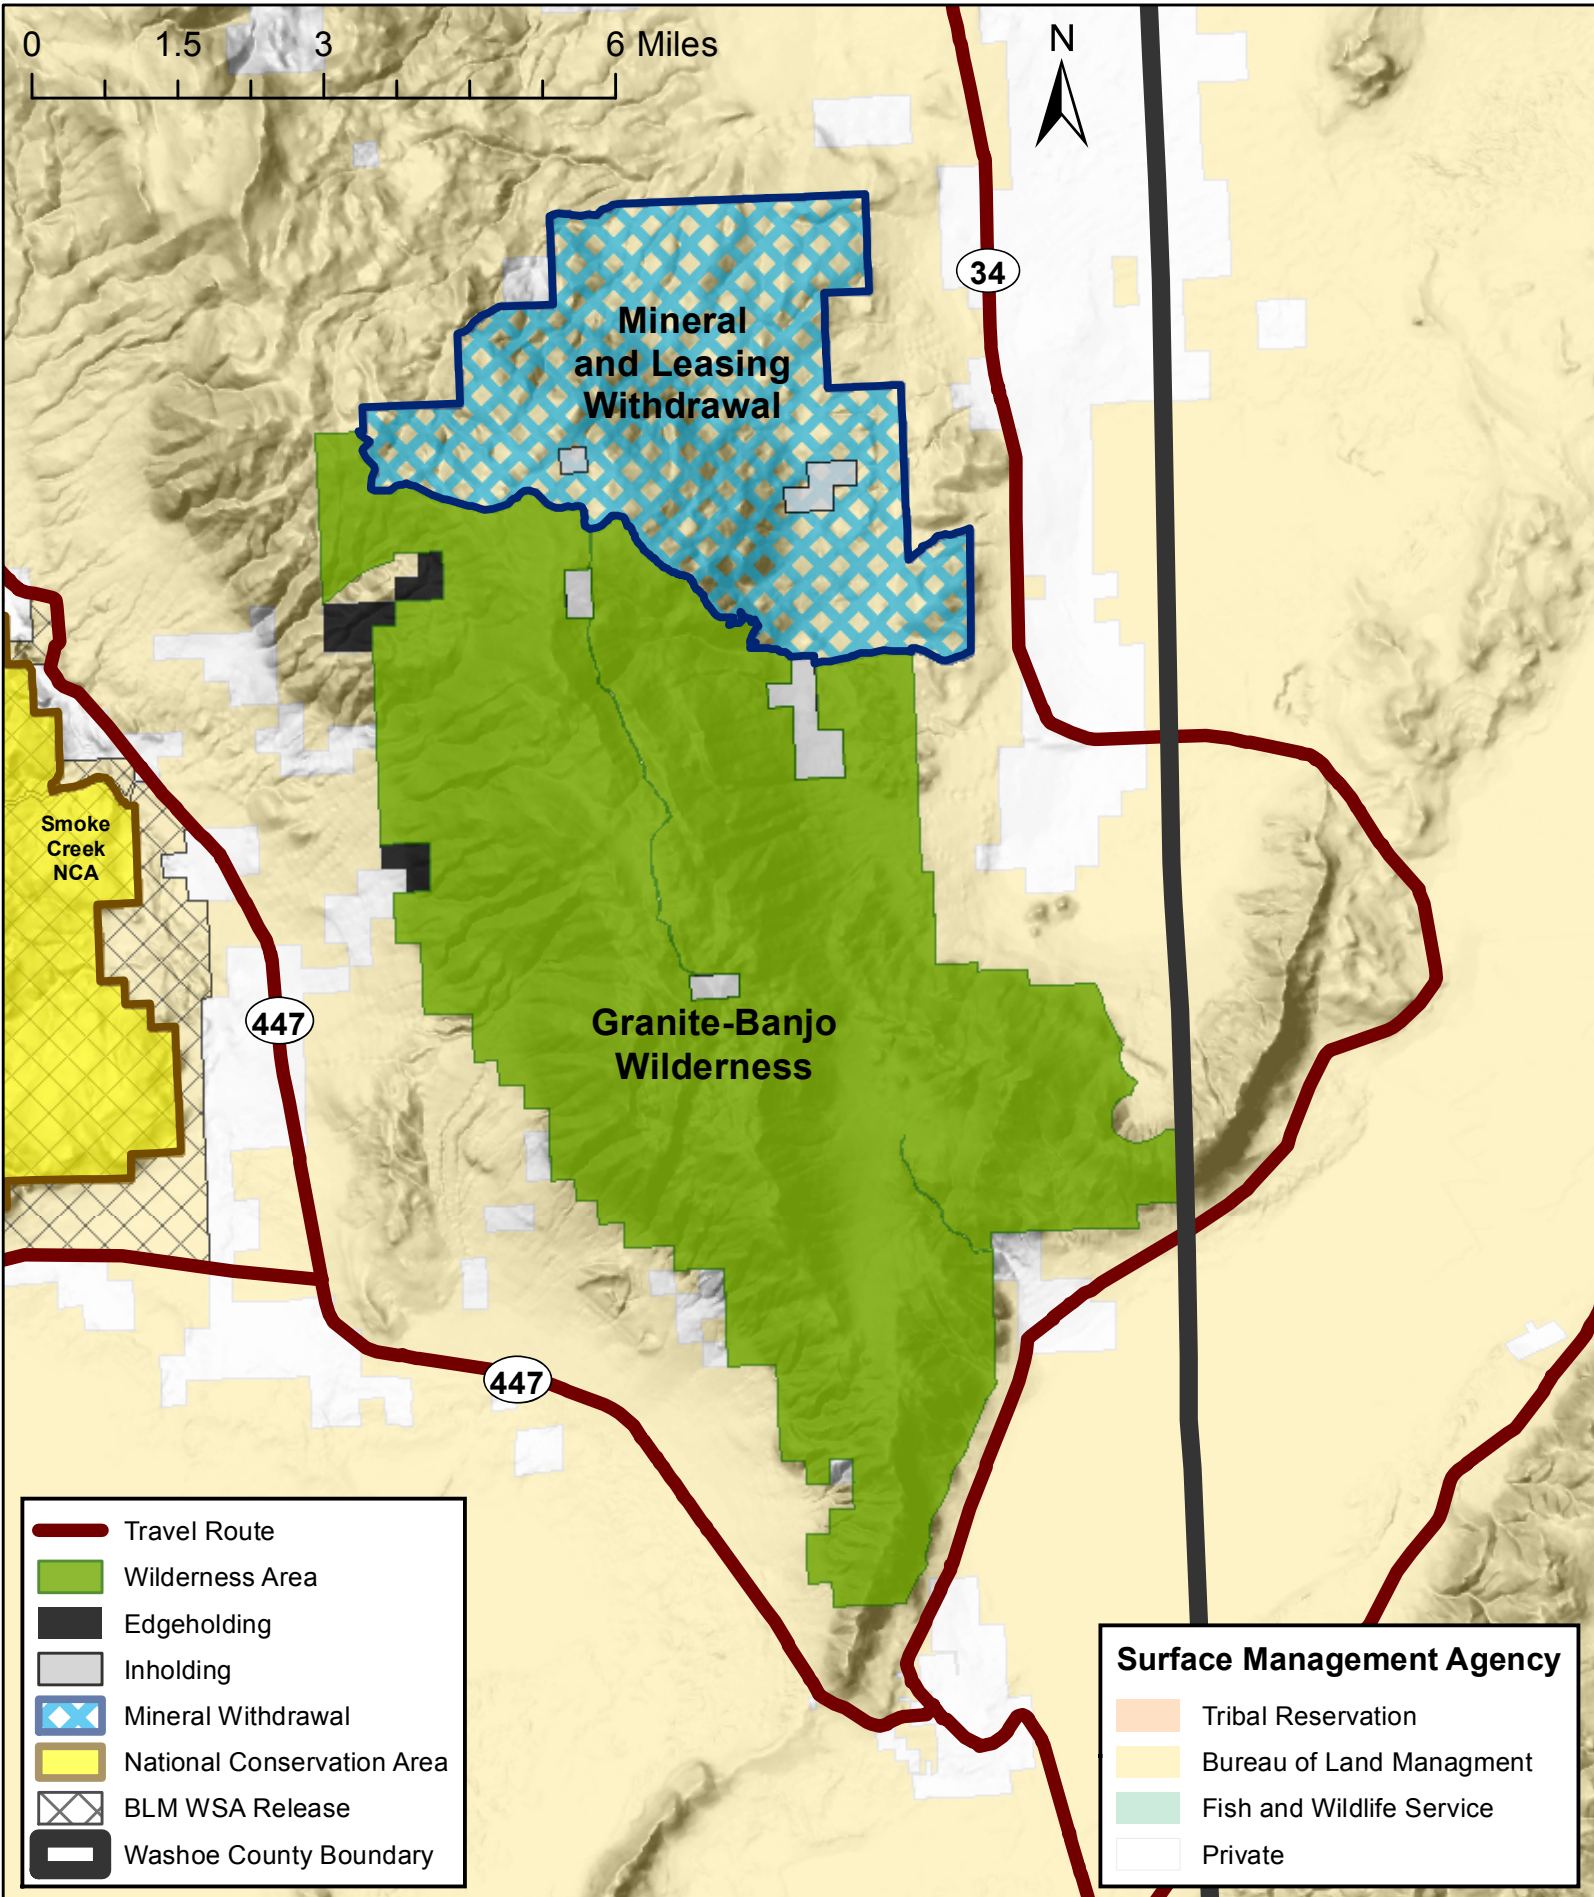 0 1.5 3 6 Miles
N
34
Mineral
and Leasing
Withdrawal
Smoke
Creek
NCA
447
Granite-Banjo
Wilderness
447
Travel Route
Wilderness Area
Edgeholding
Inholding
Mineral Withdrawal
National Conservation Area
BLM WSA Release
Washoe County Boundary
Surface Management Agency
Tribal Reservation
Bureau of Land Managment
Fish and Wildlife Service
Private